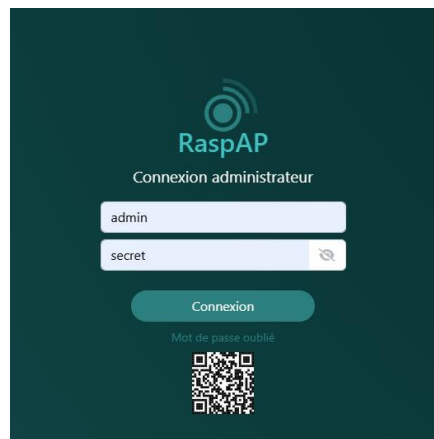 RaspAP
Connexion administrateur
admin
secret
Connexion
Mot de passe oublié